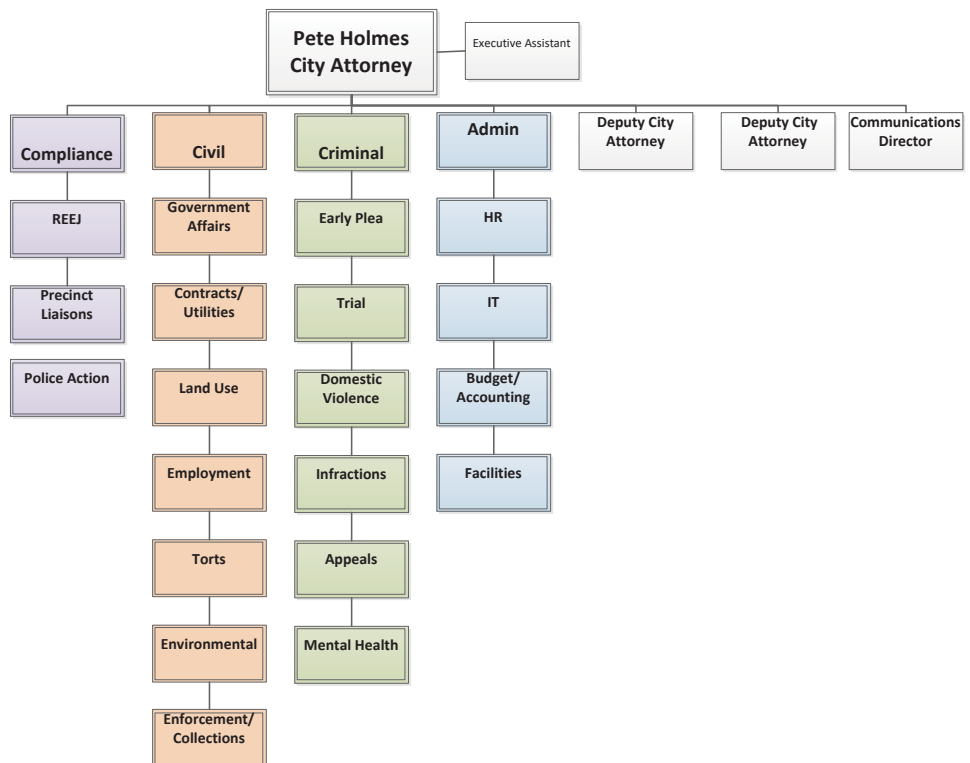 Pete Holmes
City Attorney
Executive Assistant
Compliance
Civil
Criminal
Admin
Deputy City
Attorney
Deputy City
Attorney
Communications
Director
REEJ
Government
Affairs
Early Plea
HR
Precinct
Liaisons
Contracts/
Utilities
Trial
IT
Police Action
Land Use
Domestic
Violence
Budget/
Accounting
Employment
Infractions
Facilities
Torts
Appeals
Environmental
Mental Health
Enforcement/
Collections